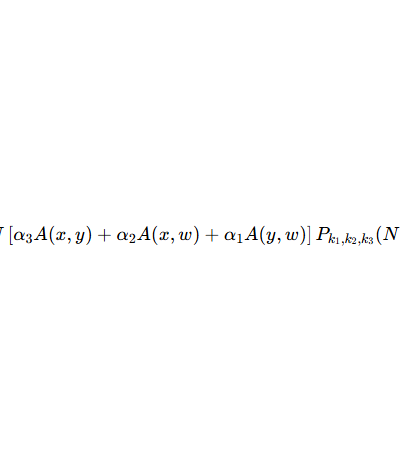 [α₃A(x, y) + α₂A(x, w) + α₁A(y, w)] P_{k₁,k₂,k₃}(N